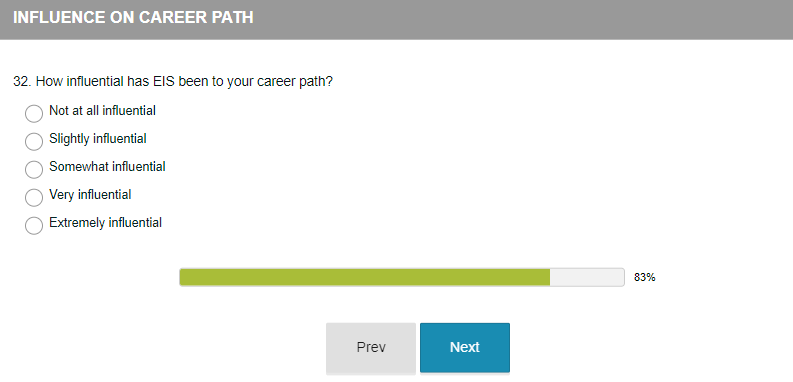 INFLUENCE ON CAREER PATH
32. How influential has EIS been to your career path?
Not at all influential
Slightly influential
Somewhat influential
Very influential
Extremely influential
83%
Prev
Next